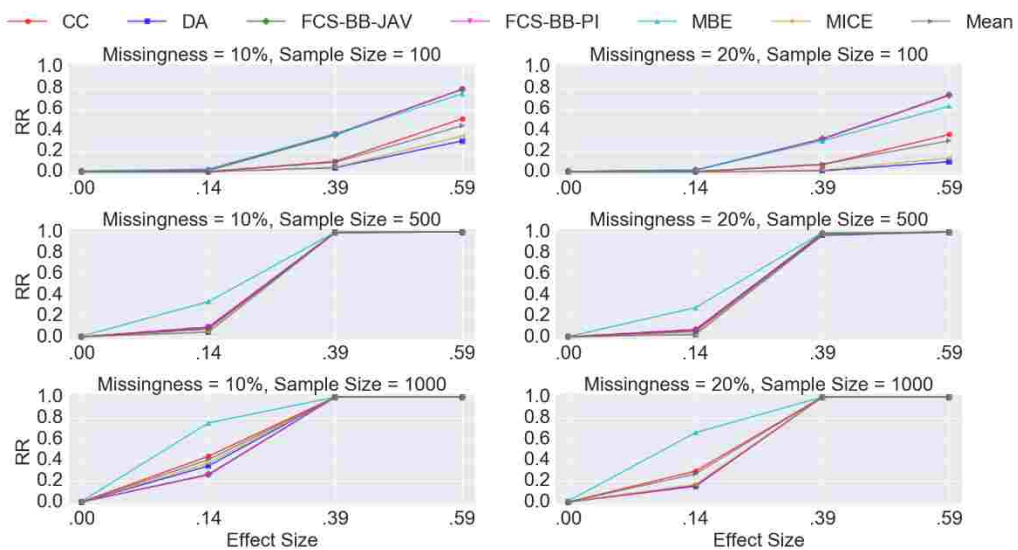 CC DA FCS-BB-JAV FCS-BB-PI MBE MICE Mean
Missingness = 10%, Sample Size = 100
Missingness = 20%, Sample Size = 100
1.0 0.8 0.6 0.4 0.2 0.0
RR
.00 .14 .39 .59
1.0 0.8 0.6 0.4 0.2 0.0
.00 .14 .39 .59
Missingness = 10%, Sample Size = 500
Missingness = 20%, Sample Size = 500
1.0 0.8 0.6 0.4 0.2 0.0
RR
.00 .14 .39 .59
1.0 0.8 0.6 0.4 0.2 0.0
.00 .14 .39 .59
Missingness = 10%, Sample Size = 1000
Missingness = 20%, Sample Size = 1000
1.0 0.8 0.6 0.4 0.2 0.0
RR
.00 .14 .39 .59
Effect Size
1.0 0.8 0.6 0.4 0.2 0.0
.00 .14 .39 .59
Effect Size